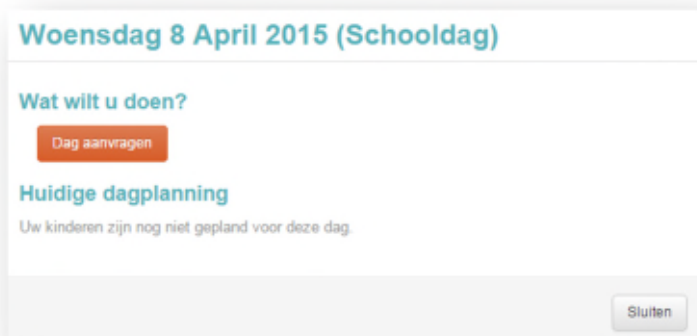 Woensdag 8 April 2015 (Schooldag)
Wat wilt u doen?
Dag aanvragen
Huidige dagplanning
Uw kinderen zijn nog niet gepland voor deze dag.
Sluiten